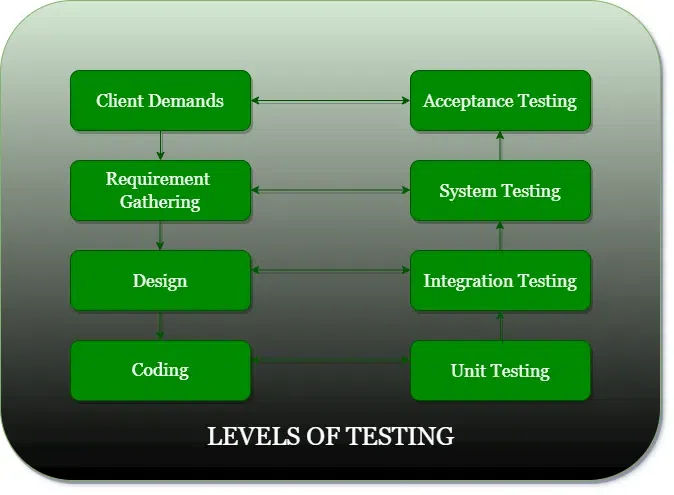 Client Demands
Acceptance Testing
Requirement
Gathering
System Testing
Design
Integration Testing
Coding
Unit Testing
LEVELS OF TESTING